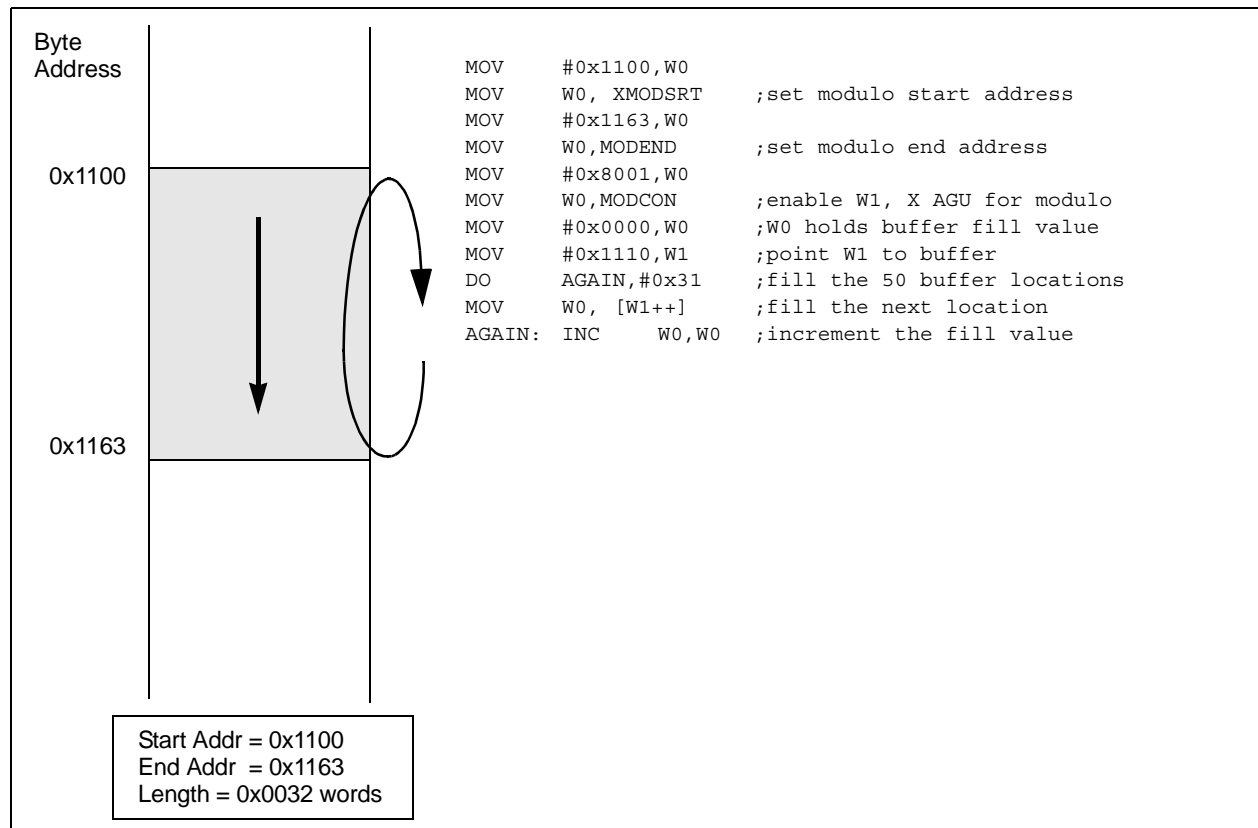 Byte
Address
0x1100
0x1163
MOV #0x1100,W0
MOV W0, XMODSRT ;set modulo start address
MOV #0x1163,W0
MOV W0,MODEND ;set modulo end address
MOV #0x8001,W0
MOV W0,MODCON ;enable W1, X AGU for modulo
MOV #0x0000,W0 ;W0 holds buffer fill value
MOV #0x1110,W1 ;point W1 to buffer
DO AGAIN,#0x31 ;fill the 50 buffer locations
MOV W0, [W1++] ;fill the next location
AGAIN: INC W0,W0 ;increment the fill value
Start Addr = 0x1100
End Addr = 0x1163
Length = 0x0032 words